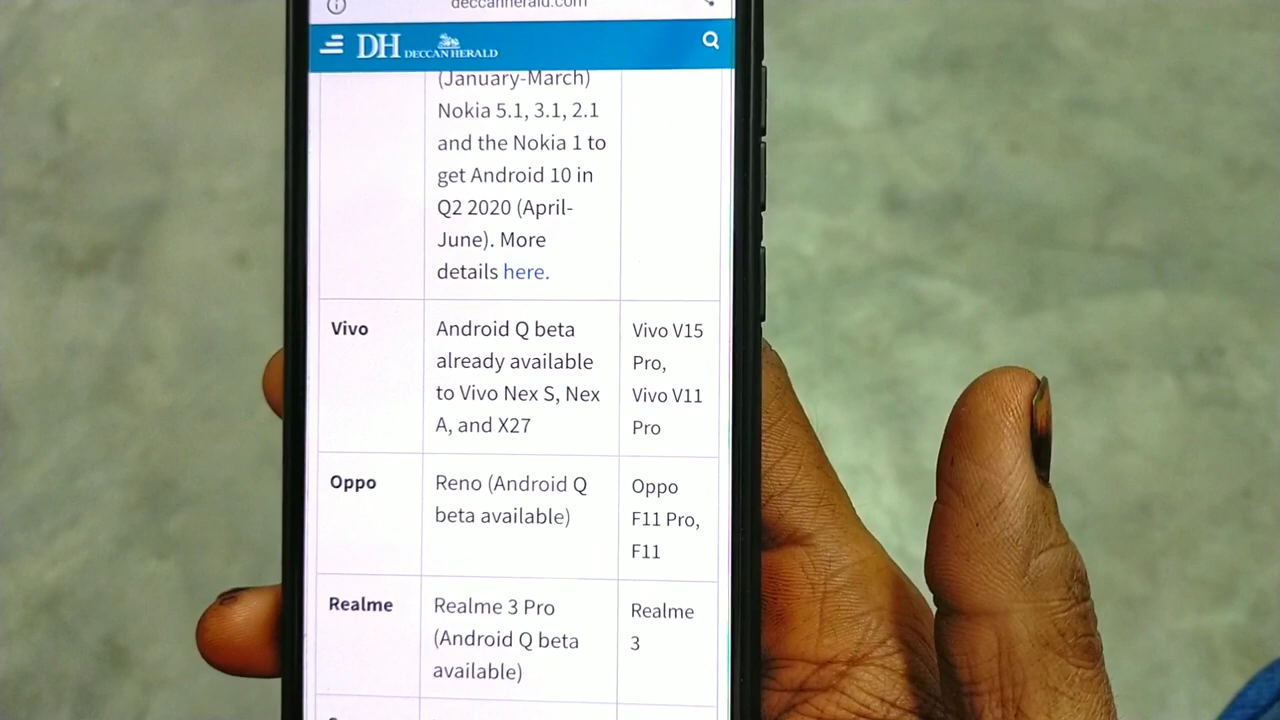 deccanherald.com
DH DECCAN HERALD
(January-March)
Nokia 5.1, 3.1, 2.1
and the Nokia 1 to
get Android 10 in
Q2 2020 (April-
June). More
details here.
Vivo
Android Q beta
already available
to Vivo Nex S, Nex
A, and X27
Vivo V15
Pro,
Vivo V11
Pro
Oppo
Reno (Android Q
beta available)
Oppo
F11 Pro,
F11
Realme
Realme 3 Pro
(Android Q beta
available)
Realme
3